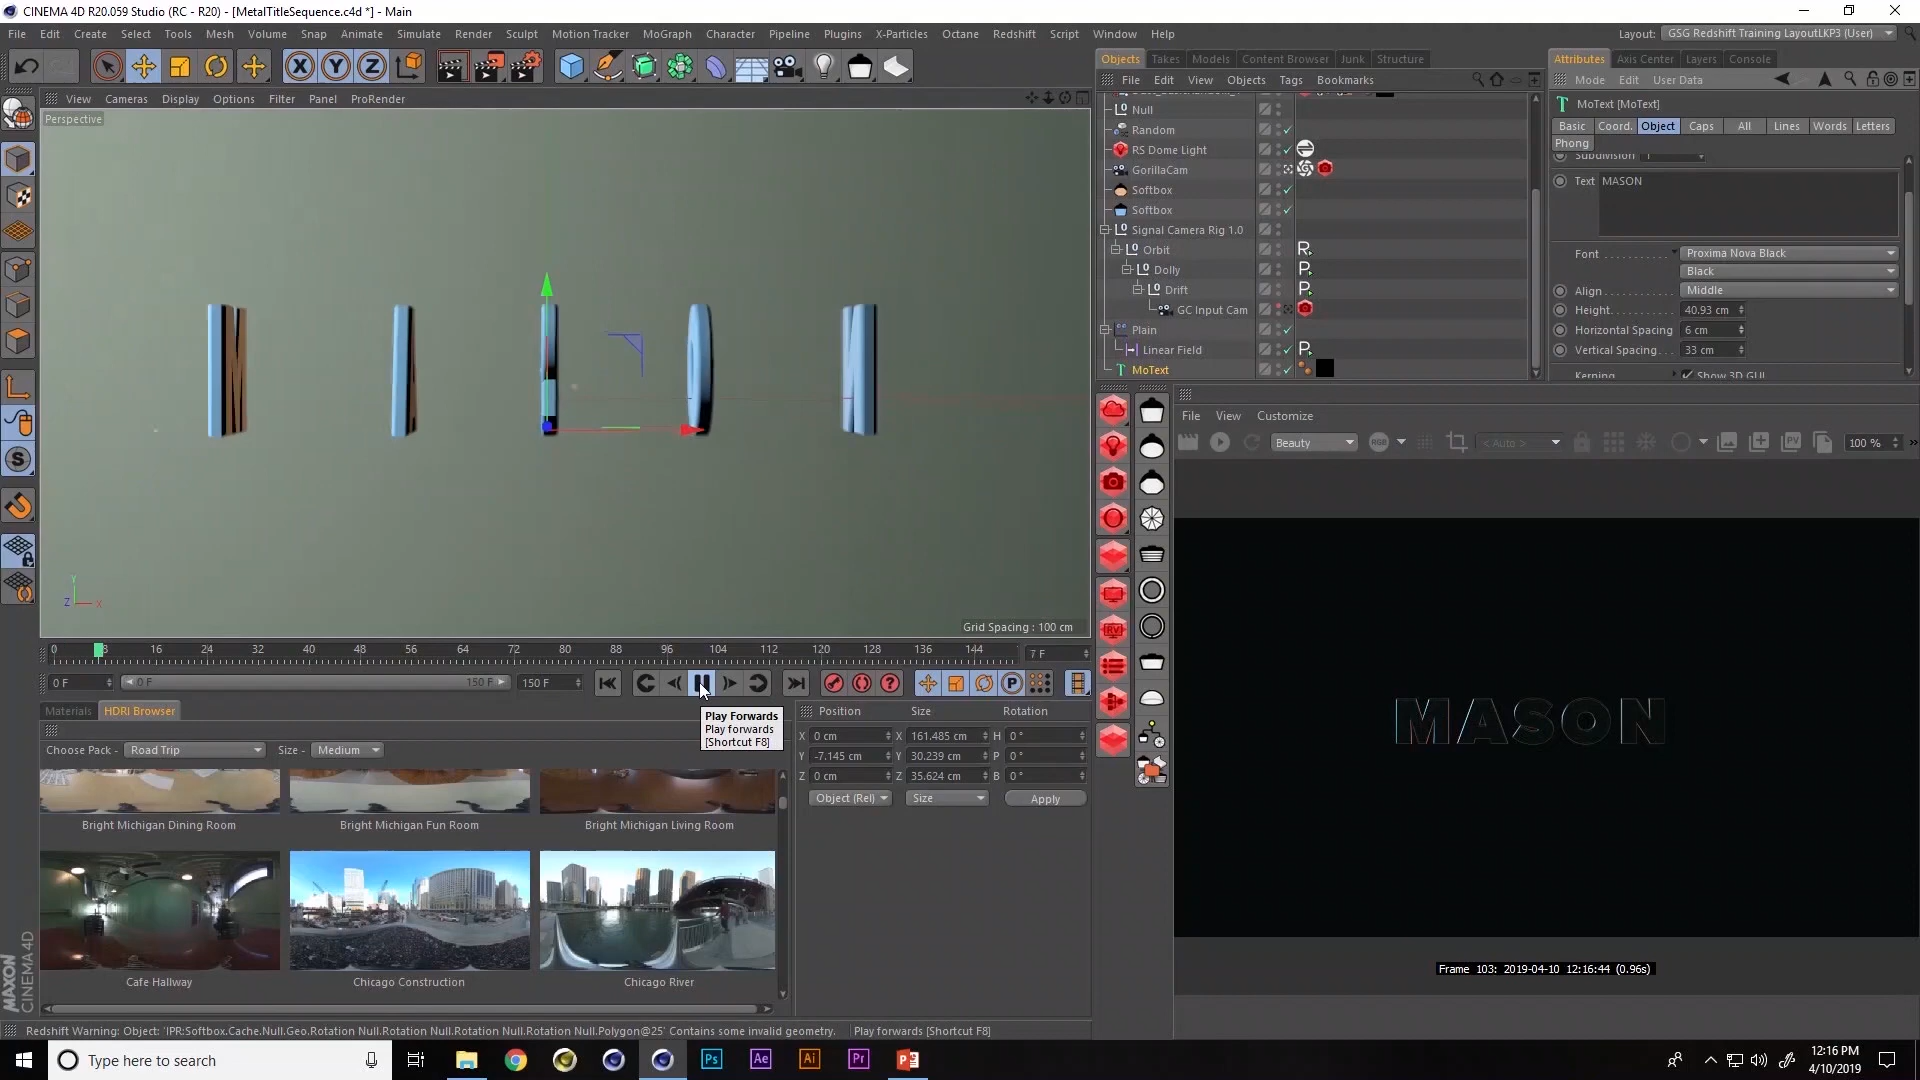 CINEMA 4D R20.059 Studio (RC - R20) - [MetalTitleSequence.c4d *] - Main
File Edit Create Select Tools Mesh Volume Snap Animate Simulate Render Sculpt Motion Tracker MoGraph Character Pipeline Plugins X-Particles Octane Redshift Script Window Help
Layout: GSG Redshift Training LayoutLKP3 (User)
Objects Takes Models Content Browser Junk Structure
Attributes Axis Center Layers Console
File Edit View Objects Tags Bookmarks
Mode Edit User Data
View Cameras Display Options Filter Panel ProRender
Perspective
Null
Random
RS Dome Light
GorillaCam
Softbox
Softbox
Signal Camera Rig 1.0
Orbit
Dolly
Drift
GC Input Cam
Plain
Linear Field
MoText
MoText [MoText]
Basic Coord. Object Caps All Lines Words Letters
Phong
Subdivision 1
Text MASON
Font Proxima Nova Black
Black
Align Middle
Height 40.93 cm
Horizontal Spacing 6 cm
Vertical Spacing 33 cm
Kerning Show 3D GUI
Grid Spacing : 100 cm
Y
Z X
0 8 16 24 32 40 48 56 64 72 80 88 96 104 112 120 128 136 144 7 F
0 F 0 F 150 F 150 F
Play Forwards
Play forwards
[Shortcut F8]
File View Customize
Beauty RGB < Auto > PV 100 %
MASON
Frame 103: 2019-04-10 12:16:44 (0.96s)
Materials HDRI Browser
Choose Pack - Road Trip Size - Medium
Bright Michigan Dining Room Bright Michigan Fun Room Bright Michigan Living Room
Cafe Hallway Chicago Construction Chicago River
Position Size Rotation
X 0 cm X 161.485 cm H 0 °
Y -7.145 cm Y 30.239 cm P 0 °
Z 0 cm Z 35.624 cm B 0 °
Object (Rel) Size Apply
MAXON
CINEMA 4D
Redshift Warning: Object: 'IPR:Softbox.Cache.Null.Geo.Rotation Null.Rotation Null.Rotation Null.Rotation Null.Polygon@25' Contains some invalid geometry. Play forwards [Shortcut F8]
Type here to search
Ps Ae Ai Pr
12:16 PM
4/10/2019